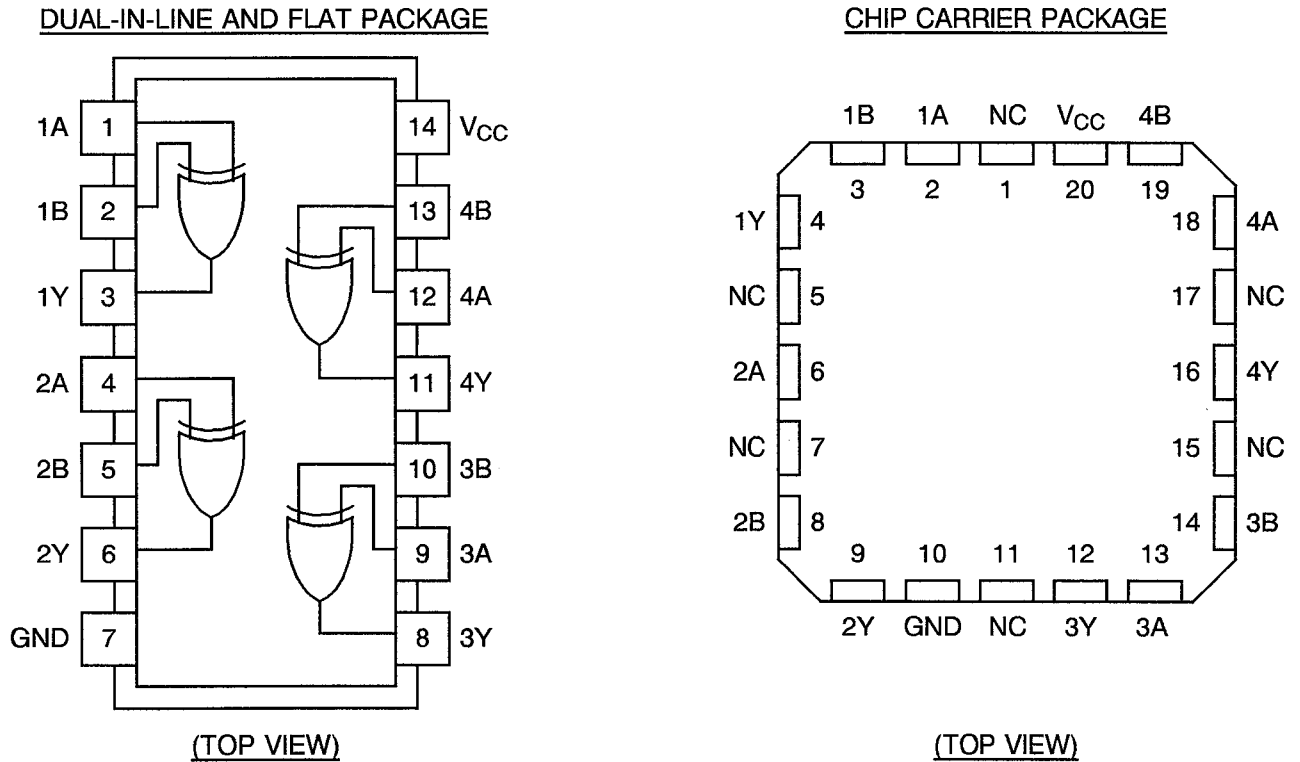 DUAL-IN-LINE AND FLAT PACKAGE
1A 1 14 VCC
1B 2 13 4B
1Y 3 12 4A
2A 4 11 4Y
2B 5 10 3B
2Y 6 9 3A
GND 7 8 3Y
(TOP VIEW)
CHIP CARRIER PACKAGE
1B 1A NC VCC 4B
3 2 1 20 19
1Y 4 18 4A
NC 5 17 NC
2A 6 16 4Y
NC 7 15 NC
2B 8 14 3B
9 10 11 12 13
2Y GND NC 3Y 3A
(TOP VIEW)